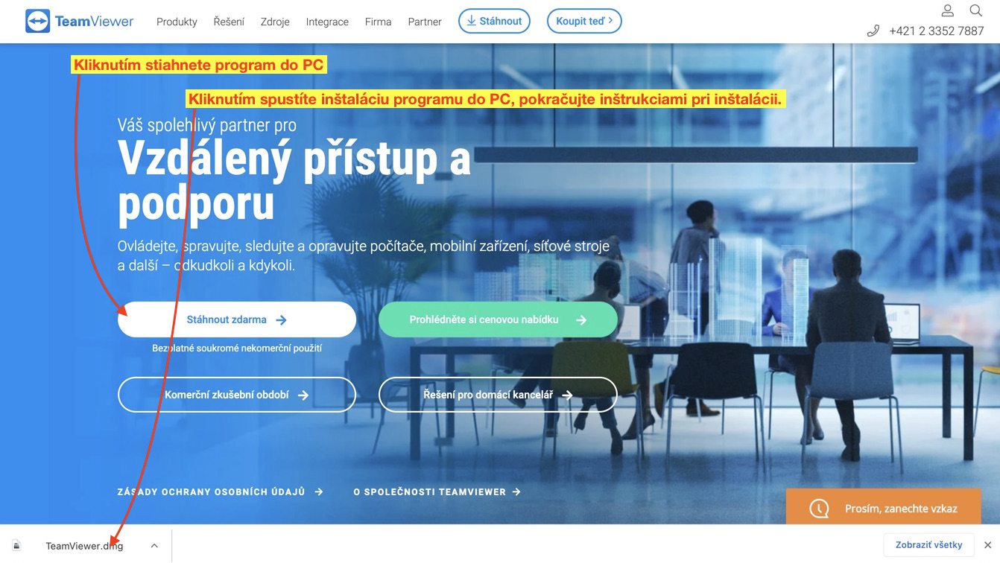 TeamViewer
Produkty Řešení Zdroje Integrace Firma Partner Stáhnout Koupit teď
+421 2 3352 7887
Kliknutím stiahnete program do PC
Kliknutím spustíte inštaláciu programu do PC, pokračujte inštrukciami pri inštalácii.
Váš spolehlivý partner pro
Vzdálený přístup a
podporu
Ovládejte, spravujte, sledujte a opravujte počítače, mobilní zařízení, síťové stroje
a další – odkudkoli a kdykoli.
Stáhnout zdarma
Prohlédněte si cenovou nabídku
Bezplatné soukromé nekomerční použití
Komerční zkušební období
Řešení pro domácí kancelář
ZÁSADY OCHRANY OSOBNÍCH ÚDAJŮ
O SPOLEČNOSTI TEAMVIEWER
Prosím, zanechte vzkaz
TeamViewer.dmg
Zobraziť všetky